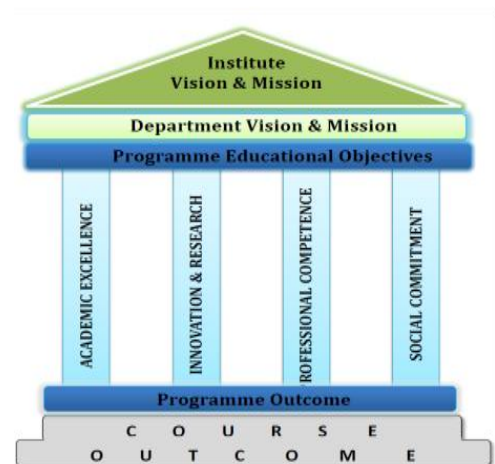 Institute
Vision & Mission
Department Vision & Mission
Programme Educational Objectives
ACADEMIC EXCELLENCE
INNOVATION & RESEARCH
PROFESSIONAL COMPETENCE
SOCIAL COMMITMENT
Programme Outcome
C O U R S E
O U T C O M E